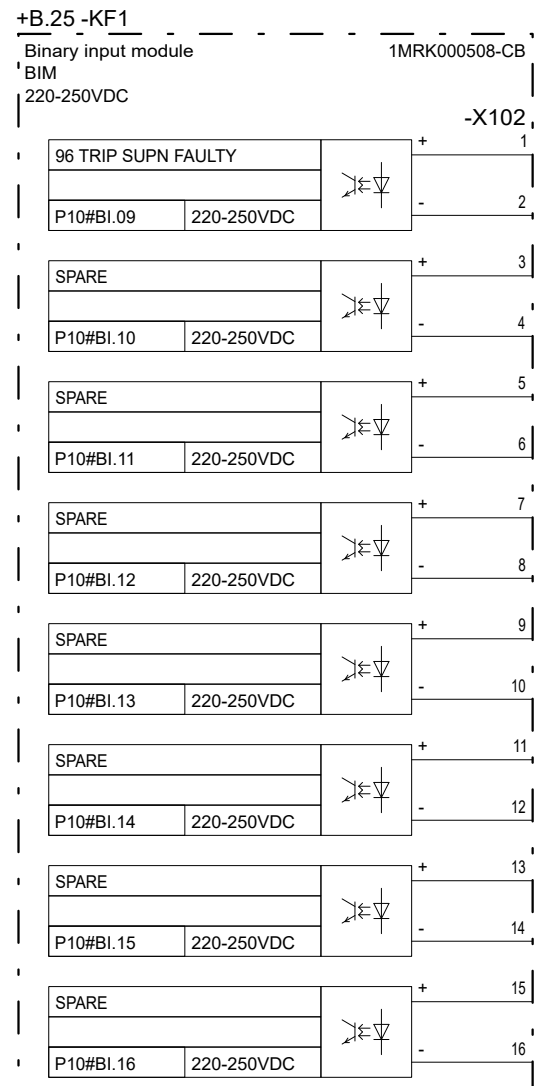 +B.25 -KF1
Binary input module 1MRK000508-CB
BIM
220-250VDC
-X102
96 TRIP SUPN FAULTY + 1
P10#BI.09 220-250VDC - 2
SPARE + 3
P10#BI.10 220-250VDC - 4
SPARE + 5
P10#BI.11 220-250VDC - 6
SPARE + 7
P10#BI.12 220-250VDC - 8
SPARE + 9
P10#BI.13 220-250VDC - 10
SPARE + 11
P10#BI.14 220-250VDC - 12
SPARE + 13
P10#BI.15 220-250VDC - 14
SPARE + 15
P10#BI.16 220-250VDC - 16